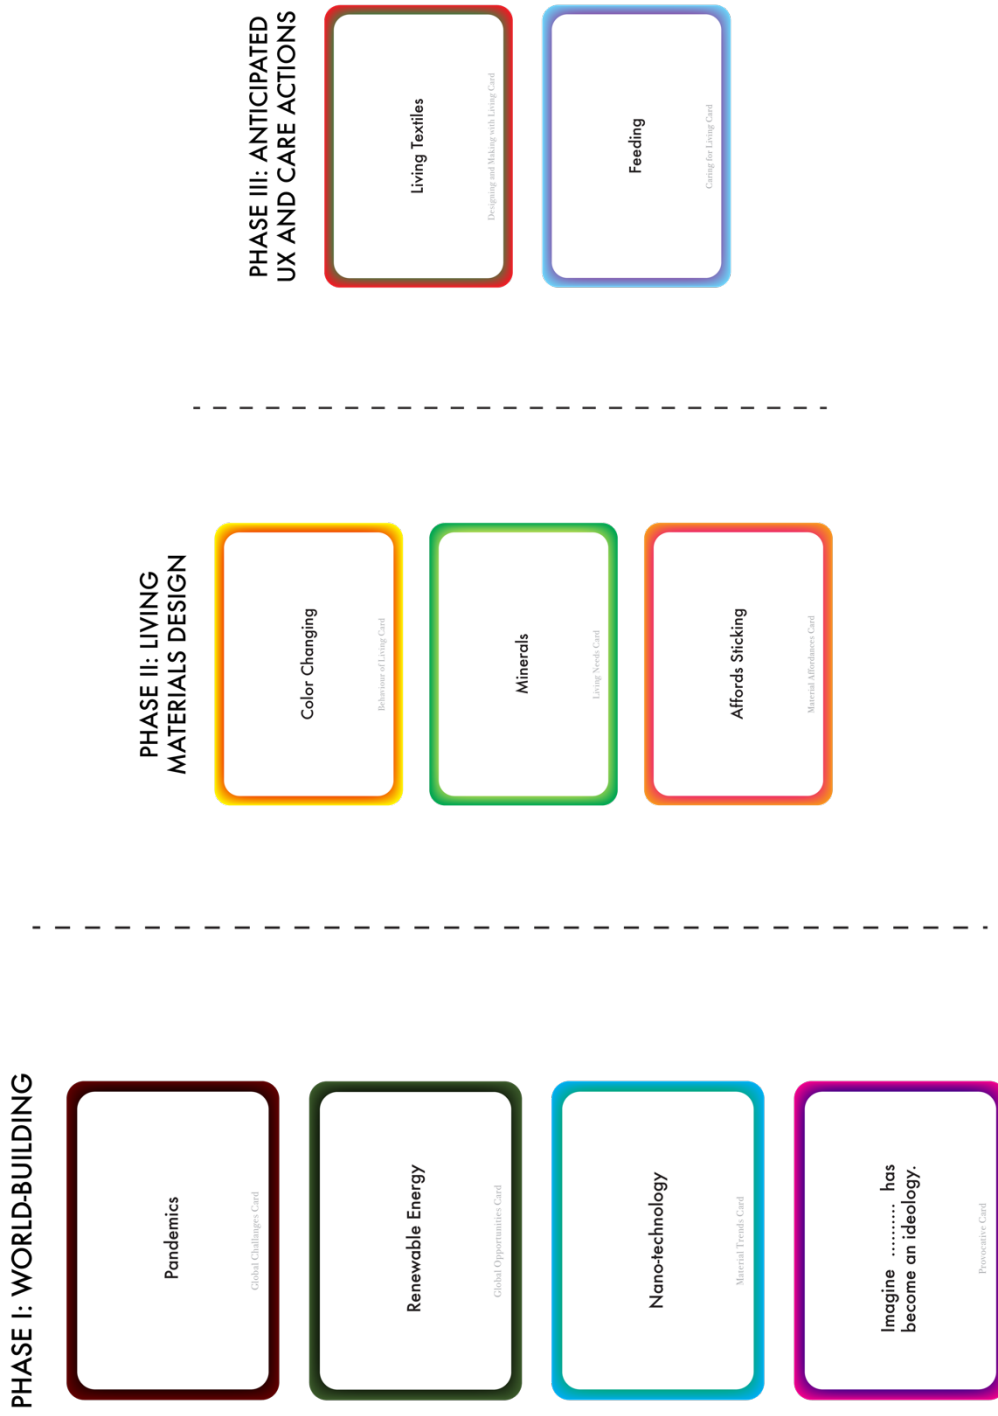 PHASE I: WORLD-BUILDING
Pandemics
Global Challanges Card
Renewable Energy
Global Opportunities Card
Nano-technology
Material Trends Card
Imagine .......... has
become an ideology.
Provocative Card
PHASE II: LIVING
MATERIALS DESIGN
Color Changing
Behaviour of Living Card
Minerals
Living Needs Card
Affords Sticking
Material Affordances Card
PHASE III: ANTICIPATED
UX AND CARE ACTIONS
Living Textiles
Designing and Making with Living Card
Feeding
Caring for Living Card